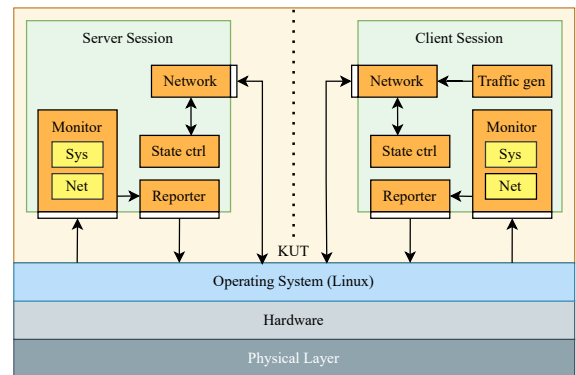 Server Session
Network
Monitor
Sys
Net
State ctrl
Reporter
Client Session
Network
Traffic gen
Monitor
Sys
Net
State ctrl
Reporter
KUT
Operating System (Linux)
Hardware
Physical Layer